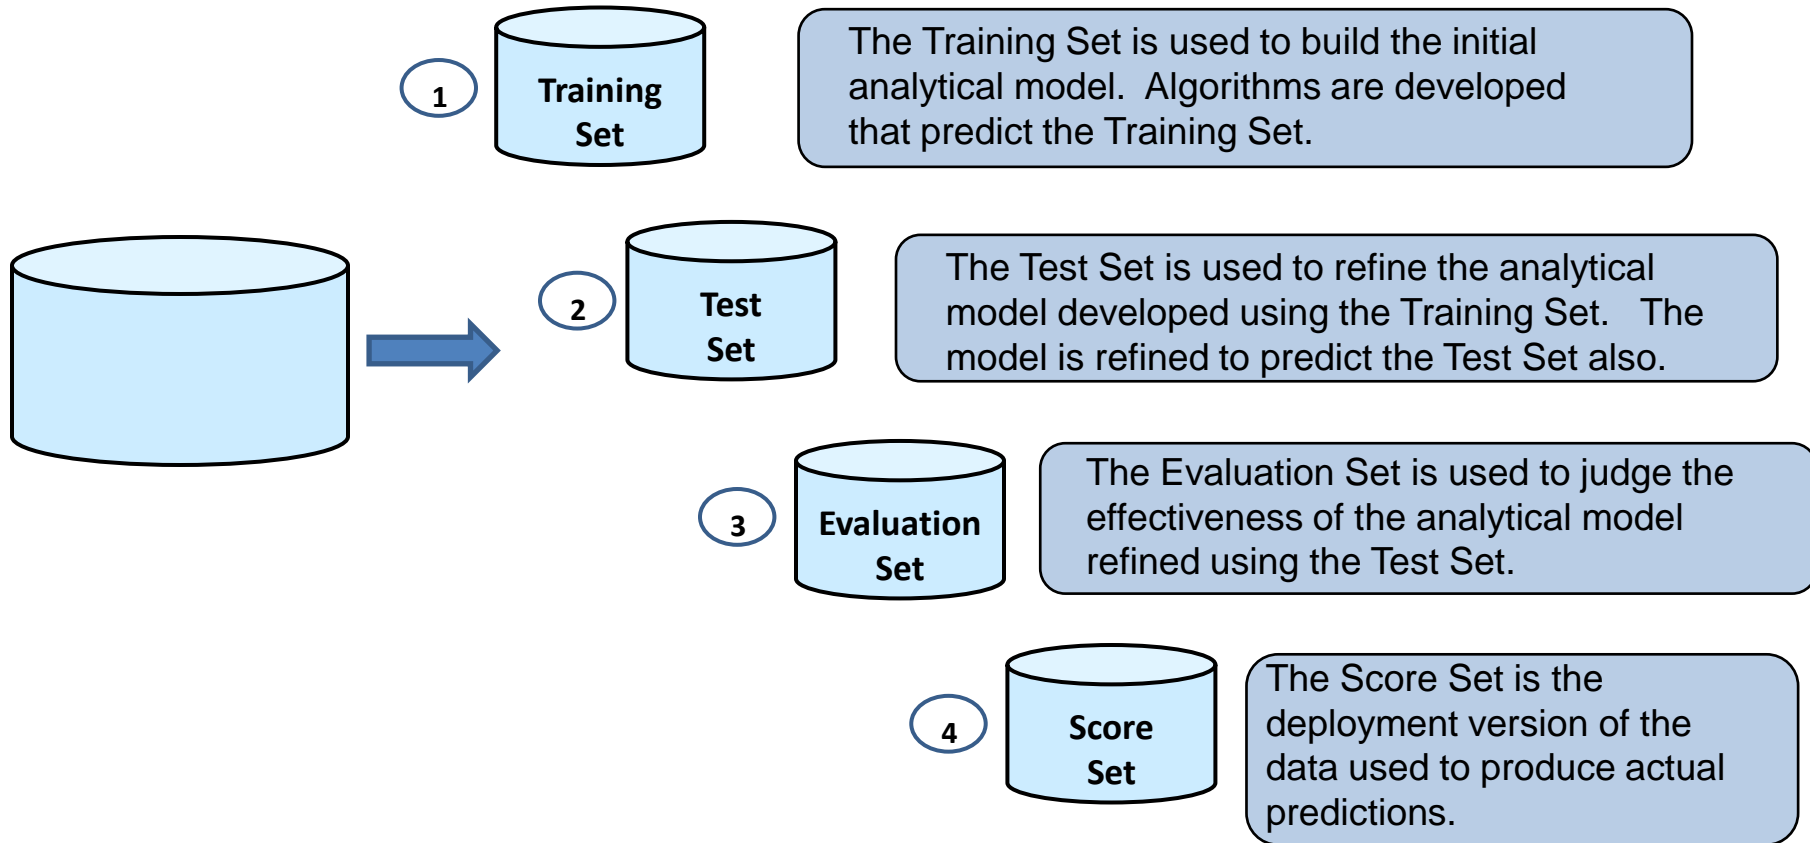 1
Training
Set
The Training Set is used to build the initial
analytical model.  Algorithms are developed
that predict the Training Set.
2
Test
Set
The Test Set is used to refine the analytical
model developed using the Training Set.   The
model is refined to predict the Test Set also.
3
Evaluation
Set
The Evaluation Set is used to judge the
effectiveness of the analytical model
refined using the Test Set.
4
Score
Set
The Score Set is the
deployment version of the
data used to produce actual
predictions.